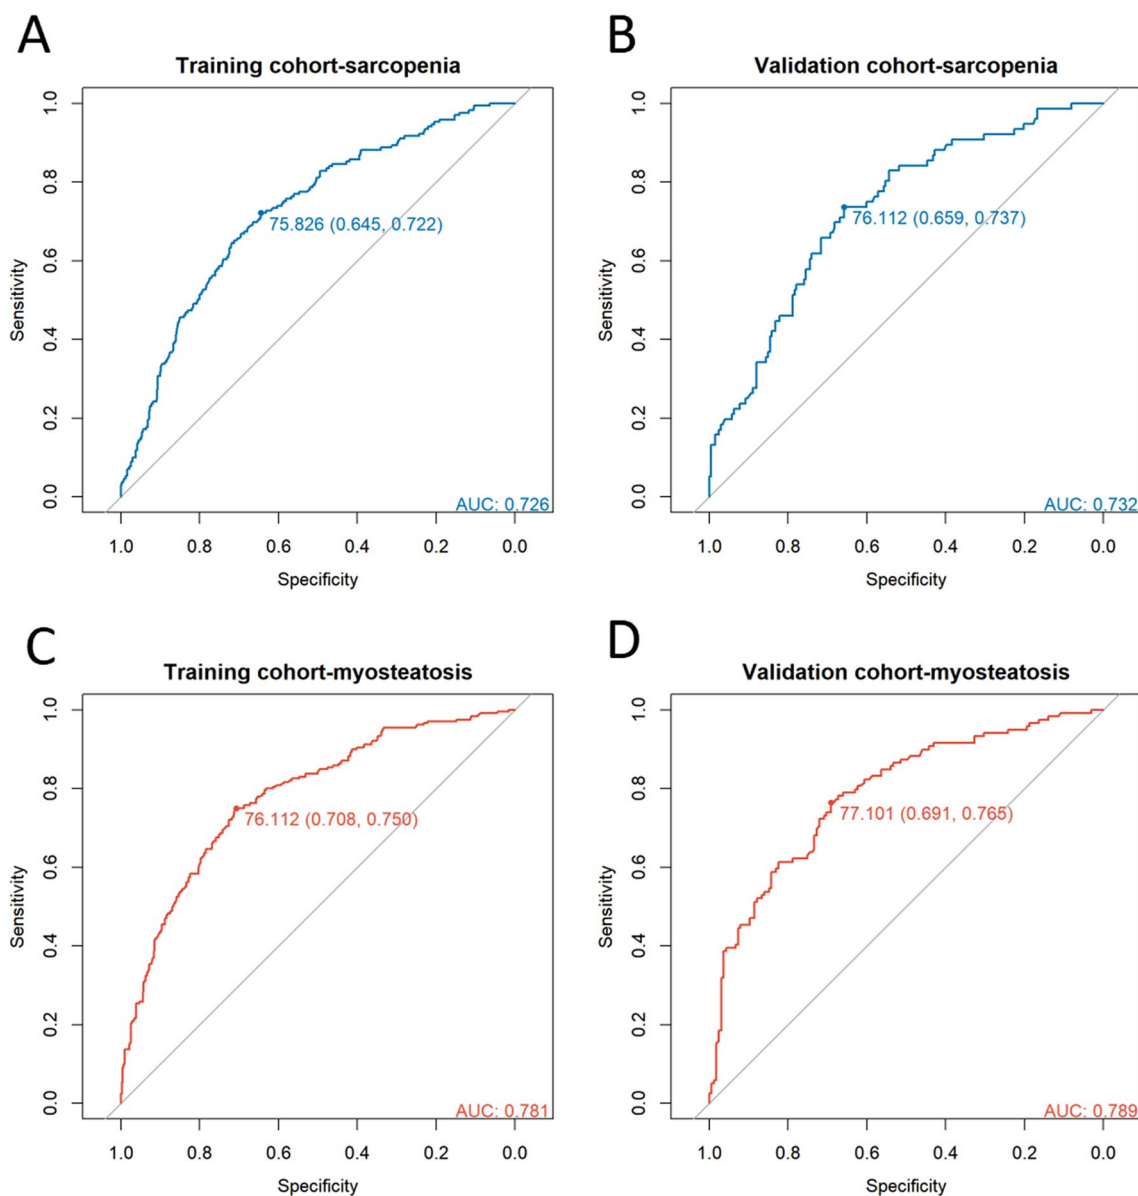 A
Training cohort-sarcopenia
Sensitivity
1.0
0.8
0.6
0.4
0.2
0.0
75.826 (0.645, 0.722)
AUC: 0.726
1.0 0.8 0.6 0.4 0.2 0.0
Specificity
B
Validation cohort-sarcopenia
Sensitivity
1.0
0.8
0.6
0.4
0.2
0.0
76.112 (0.659, 0.737)
AUC: 0.732
1.0 0.8 0.6 0.4 0.2 0.0
Specificity
C
Training cohort-myosteatosis
Sensitivity
1.0
0.8
0.6
0.4
0.2
0.0
76.112 (0.708, 0.750)
AUC: 0.781
1.0 0.8 0.6 0.4 0.2 0.0
Specificity
D
Validation cohort-myosteatosis
Sensitivity
1.0
0.8
0.6
0.4
0.2
0.0
77.101 (0.691, 0.765)
AUC: 0.789
1.0 0.8 0.6 0.4 0.2 0.0
Specificity